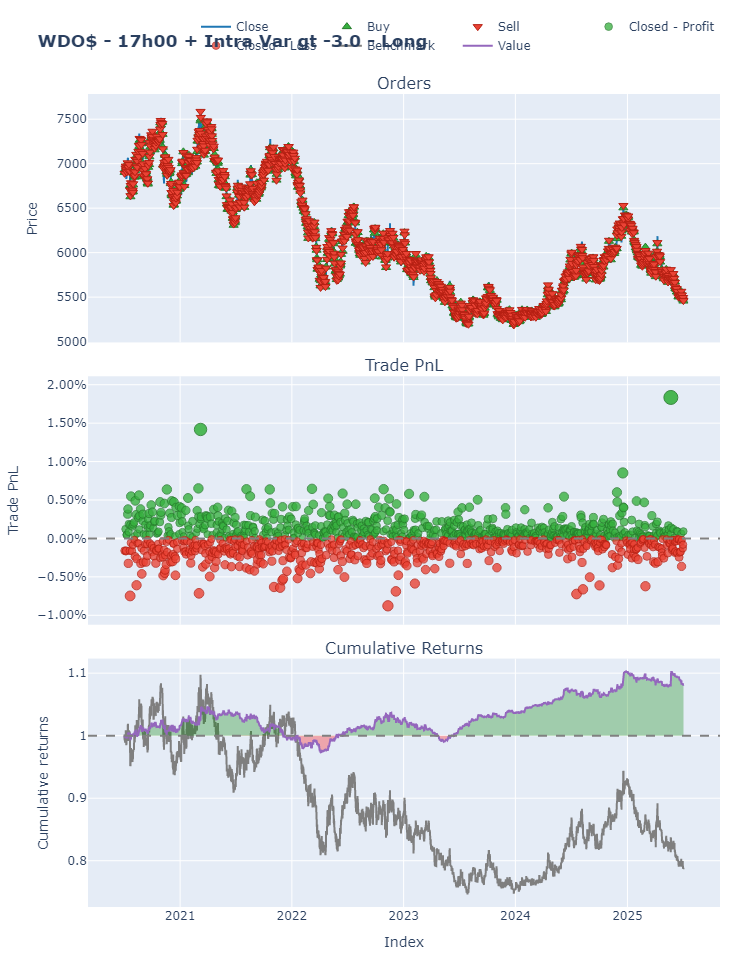 Close Buy Sell Closed - Profit
WDO$ - 17h00 + Intra Var gt -3.0 - Long
Closed - Loss Benchmark Value
Orders
7500
7000
6500
6000
5500
5000
Price
Trade PnL
2.00%
1.50%
1.00%
0.50%
0.00%
−0.50%
−1.00%
Trade PnL
Cumulative Returns
1.1
1
0.9
0.8
Cumulative returns
2021 2022 2023 2024 2025
Index